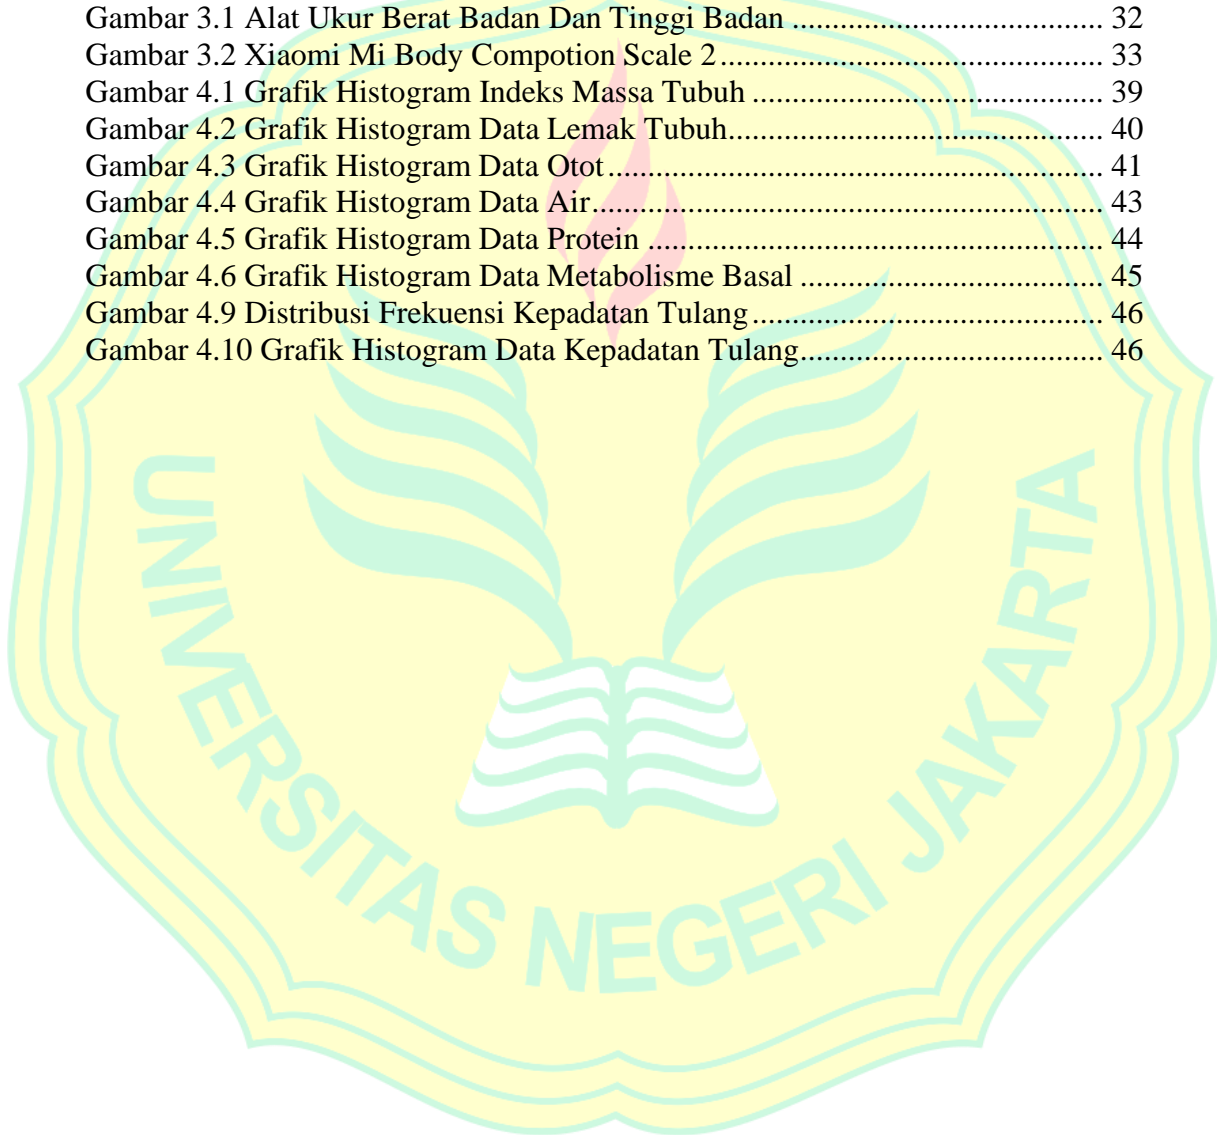 Gambar 3.1 Alat Ukur Berat Badan Dan Tinggi Badan ....................................... 32
Gambar 3.2 Xiaomi Mi Body Compotion Scale 2 ................................................ 33
Gambar 4.1 Grafik Histogram Indeks Massa Tubuh ............................................ 39
Gambar 4.2 Grafik Histogram Data Lemak Tubuh............................................... 40
Gambar 4.3 Grafik Histogram Data Otot .............................................................. 41
Gambar 4.4 Grafik Histogram Data Air................................................................ 43
Gambar 4.5 Grafik Histogram Data Protein ......................................................... 44
Gambar 4.6 Grafik Histogram Data Metabolisme Basal ...................................... 45
Gambar 4.9 Distribusi Frekuensi Kepadatan Tulang ............................................ 46
Gambar 4.10 Grafik Histogram Data Kepadatan Tulang...................................... 46
UNIVERSITAS NEGERI JAKARTA